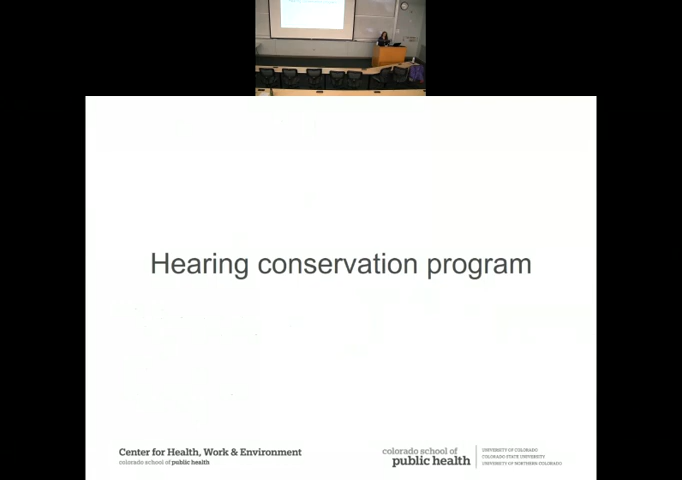 Hearing conservation program
Center for Health, Work & Environment
colorado school of public health
colorado school of
public health
UNIVERSITY OF COLORADO
COLORADO STATE UNIVERSITY
UNIVERSITY OF NORTHERN COLORADO